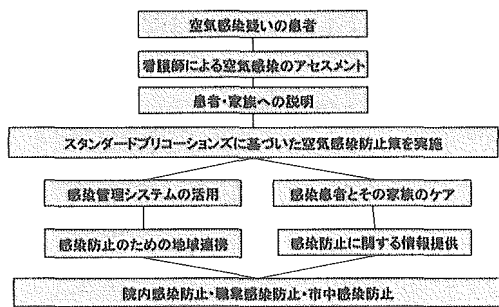 空気感染疑いの患者
看護師による空気感染のアセスメント
患者・家族への説明
スタンダードプリコーションズに基づいた空気感染防止策を実施
感染管理システムの活用
感染患者とその家族のケア
感染防止のための地域連携
感染防止に関する情報提供
院内感染防止・職業感染防止・市中感染防止